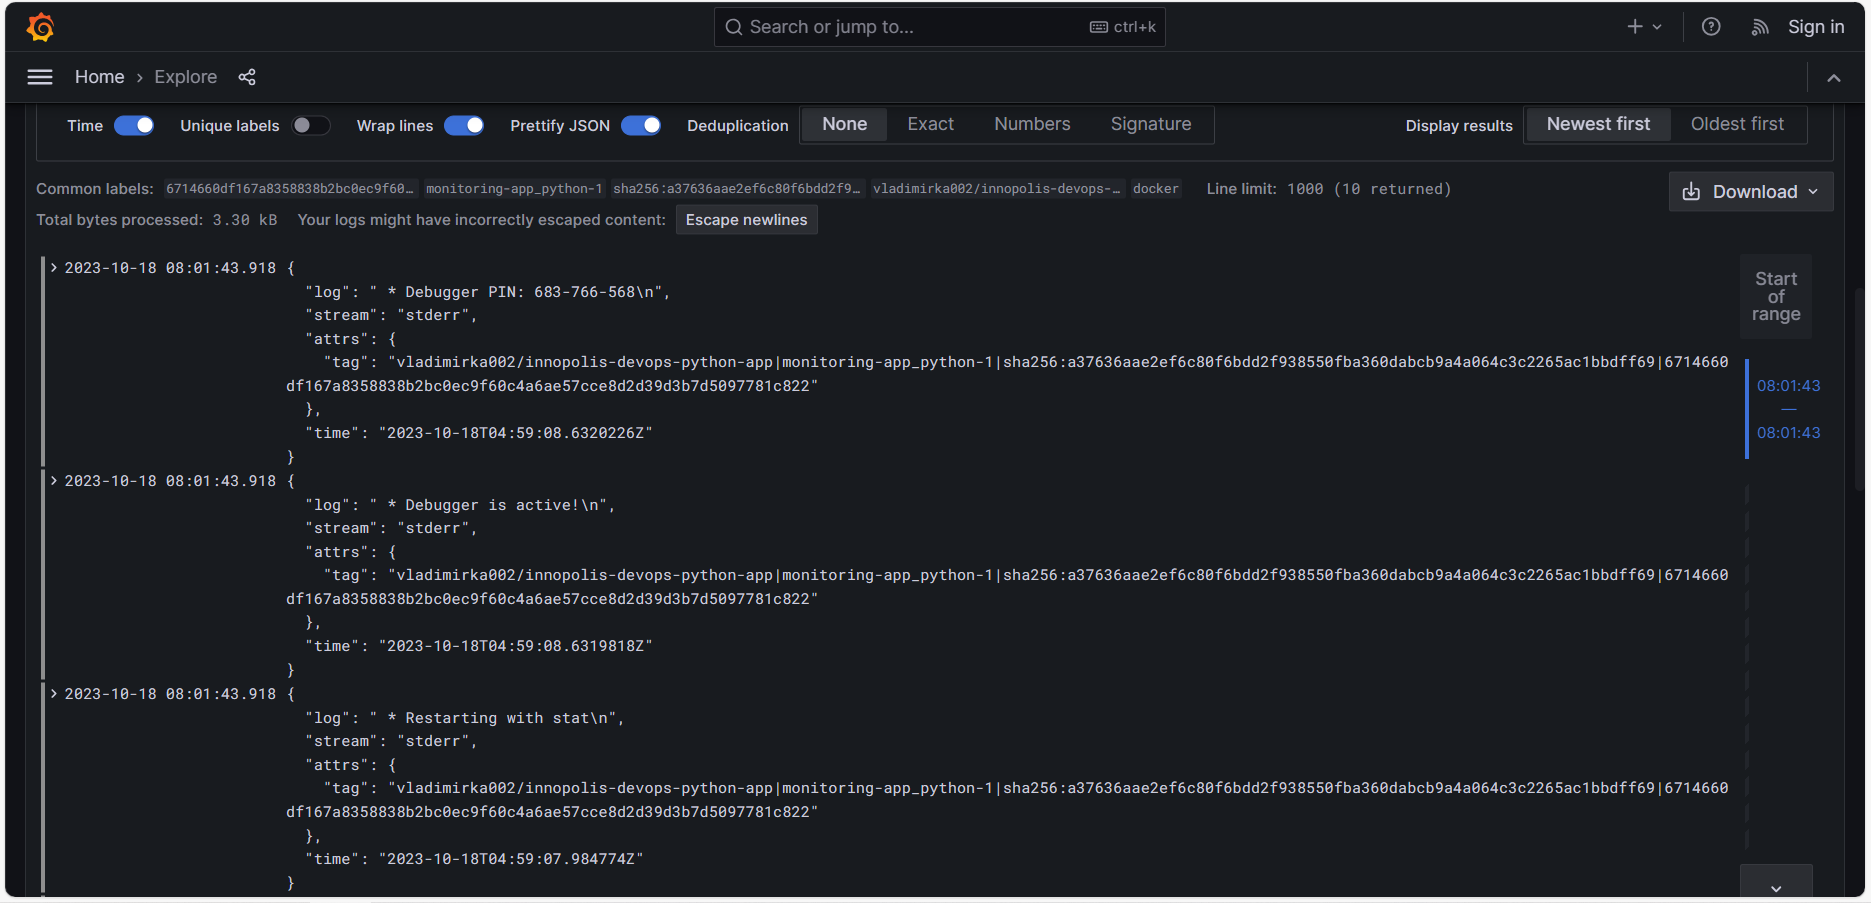 Search or jump to... ctrl+k Sign in
Home › Explore
Time Unique labels Wrap lines Prettify JSON Deduplication None Exact Numbers Signature Display results Newest first Oldest first
Common labels: 6714660df167a8358838b2bc0ec9f60… monitoring-app_python-1 sha256:a37636aae2ef6c80f6bdd2f9… vladimirka002/innopolis-devops-… docker Line limit: 1000 (10 returned) Download
Total bytes processed: 3.30 kB Your logs might have incorrectly escaped content: Escape newlines
2023-10-18 08:01:43.918 {
"log": " * Debugger PIN: 683-766-568\n",
"stream": "stderr",
"attrs": {
"tag": "vladimirka002/innopolis-devops-python-app|monitoring-app_python-1|sha256:a37636aae2ef6c80f6bdd2f938550fba360dabcb9a4a064c3c2265ac1bbdff69|6714660
df167a8358838b2bc0ec9f60c4a6ae57cce8d2d39d3b7d5097781c822"
},
"time": "2023-10-18T04:59:08.6320226Z"
}
2023-10-18 08:01:43.918 {
"log": " * Debugger is active!\n",
"stream": "stderr",
"attrs": {
"tag": "vladimirka002/innopolis-devops-python-app|monitoring-app_python-1|sha256:a37636aae2ef6c80f6bdd2f938550fba360dabcb9a4a064c3c2265ac1bbdff69|6714660
df167a8358838b2bc0ec9f60c4a6ae57cce8d2d39d3b7d5097781c822"
},
"time": "2023-10-18T04:59:08.6319818Z"
}
2023-10-18 08:01:43.918 {
"log": " * Restarting with stat\n",
"stream": "stderr",
"attrs": {
"tag": "vladimirka002/innopolis-devops-python-app|monitoring-app_python-1|sha256:a37636aae2ef6c80f6bdd2f938550fba360dabcb9a4a064c3c2265ac1bbdff69|6714660
df167a8358838b2bc0ec9f60c4a6ae57cce8d2d39d3b7d5097781c822"
},
"time": "2023-10-18T04:59:07.984774Z"
}
Start
of
range
08:01:43
—
08:01:43